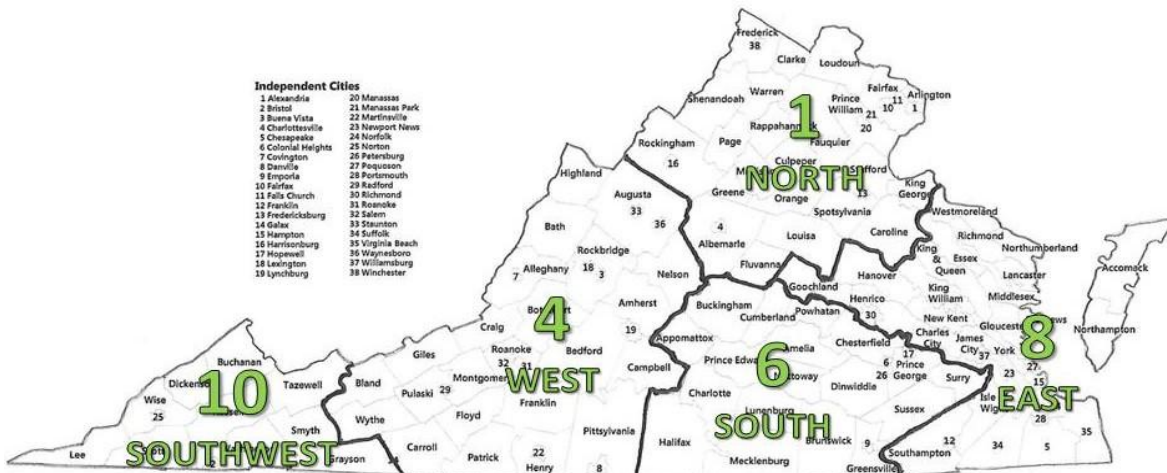 Independent Cities
1 Alexandria
2 Bristol
3 Buena Vista
4 Charlottesville
5 Chesapeake
6 Colonial Heights
7 Covington
8 Danville
9 Emporia
10 Fairfax
11 Falls Church
12 Franklin
13 Fredericksburg
14 Galax
15 Hampton
16 Harrisonburg
17 Hopewell
18 Lexington
19 Lynchburg
20 Manassas
21 Manassas Park
22 Martinsville
23 Newport News
24 Norfolk
25 Norton
26 Petersburg
27 Poquoson
28 Portsmouth
29 Radford
30 Richmond
31 Roanoke
32 Salem
33 Staunton
34 Suffolk
35 Virginia Beach
36 Waynesboro
37 Williamsburg
38 Winchester
Frederick
38
Clarke
Loudoun
Shenandoah
Warren
Prince
William
Fairfax
Arlington
11
10
1
21
20
1
Rappahannock
Fauquier
Rockingham
16
Page
Culpeper
Stafford
13
NORTH
Greene
Orange
King
George
Spotsylvania
4
Albemarle
Louisa
Caroline
Fluvanna
Highland
Augusta
33
36
Bath
Rockbridge
18
3
7
Alleghany
Nelson
4
Amherst
19
Craig
Roanoke
32
31
Bedford
Giles
Montgomery
WEST
Campbell
Bland
Pulaski
29
Franklin
Wythe
Floyd
Pittsylvania
Carroll
Patrick
22
Henry
8
Grayson
Buchanan
Tazewell
Wise
25
10
Smyth
Lee
SOUTHWEST
Goochland
Hanover
Henrico
30
Buckingham
Cumberland
Powhatan
Appomattox
Amelia
Chesterfield
6
Prince Edward
Nottoway
6
17
Prince
George
26
Charlotte
Dinwiddie
Surry
Lunenburg
SOUTH
Sussex
Halifax
Brunswick
9
Mecklenburg
Greensville
Westmoreland
Richmond
Northumberland
King
&
Queen
Essex
Lancaster
King
William
Middlesex
New Kent
Gloucester
Charles
City
James
City
37
York
8
23
27
15
EAST
28
12
Southampton
34
5
35
Accomack
Northampton